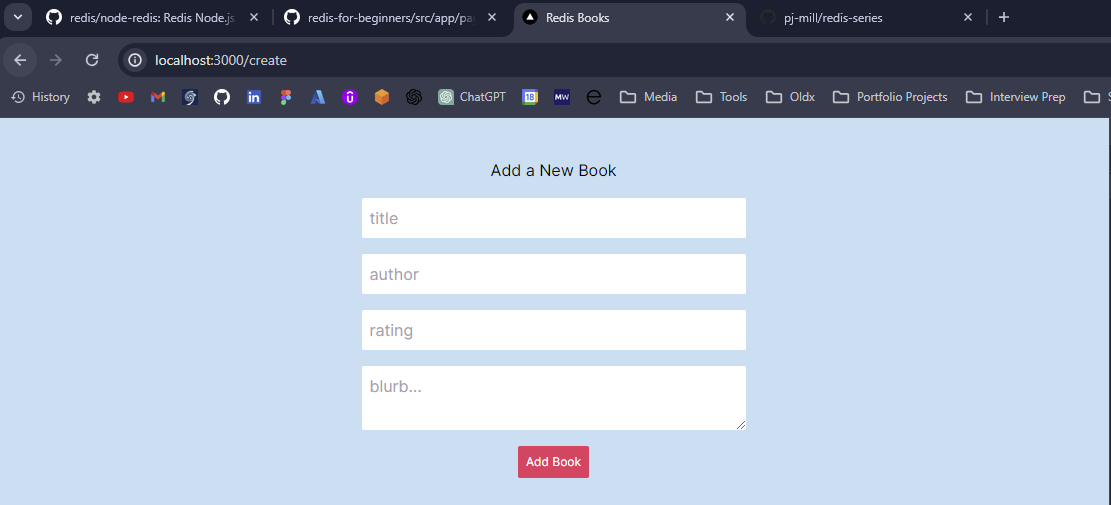 redis/node-redis: Redis Node.js
redis-for-beginners/src/app/pa
Redis Books
pj-mill/redis-series
localhost:3000/create
History
ChatGPT
18
MW
Media
Tools
Oldx
Portfolio Projects
Interview Prep
Add a New Book
title
author
rating
blurb...
Add Book